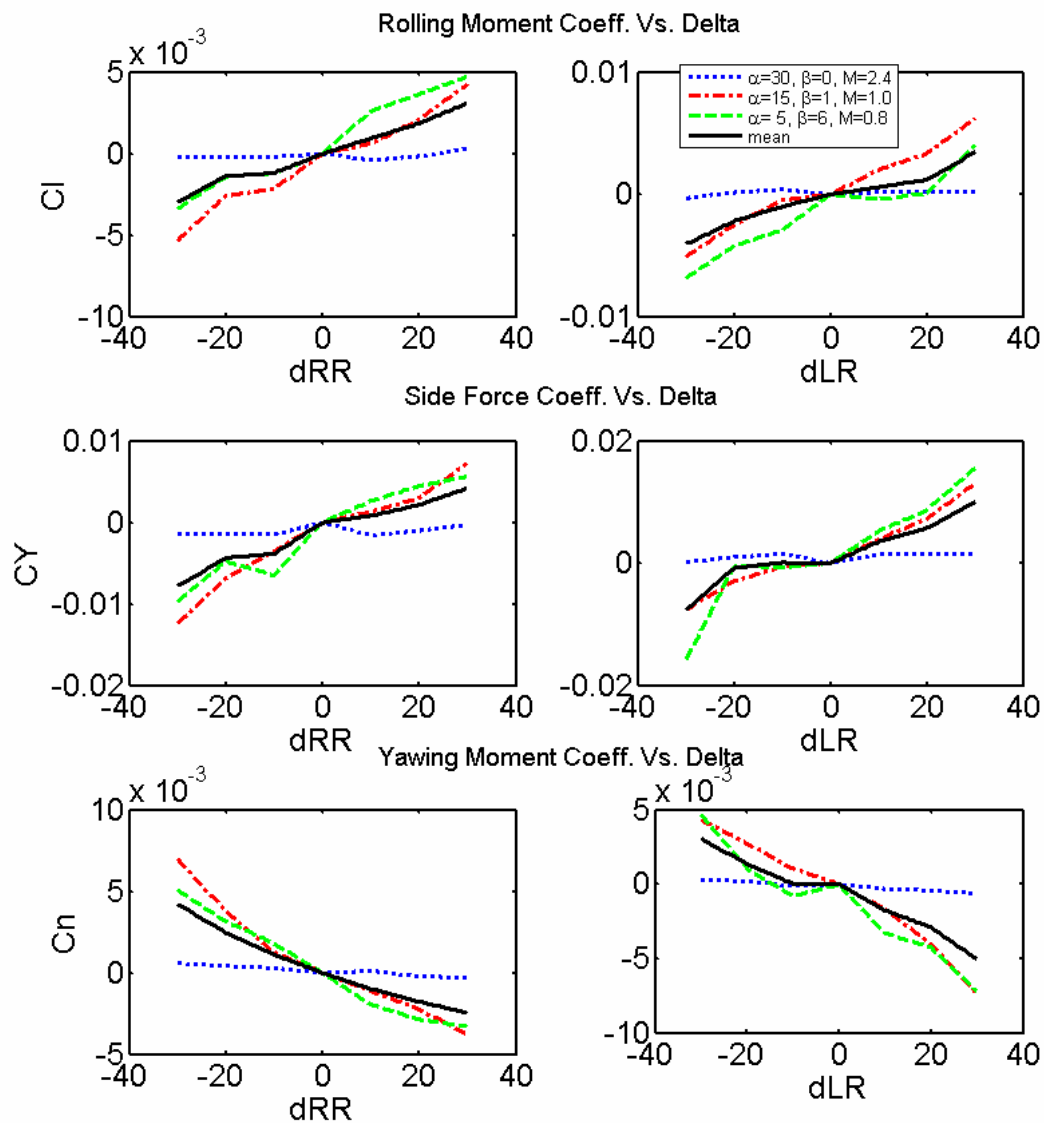 Rolling Moment Coeff. Vs. Delta
x 10^-3
5
0
-5
-10
Cl
-40 -20 0 20 40
dRR
0.01
0
-0.01
α=30, β=0, M=2.4
α=15, β=1, M=1.0
α= 5, β=6, M=0.8
mean
-40 -20 0 20 40
dLR
Side Force Coeff. Vs. Delta
0.01
0
-0.01
-0.02
CY
-40 -20 0 20 40
dRR
0.02
0
-0.02
-40 -20 0 20 40
dLR
Yawing Moment Coeff. Vs. Delta
x 10^-3
10
5
0
-5
Cn
-40 -20 0 20 40
dRR
x 10^-3
5
0
-5
-10
-40 -20 0 20 40
dLR